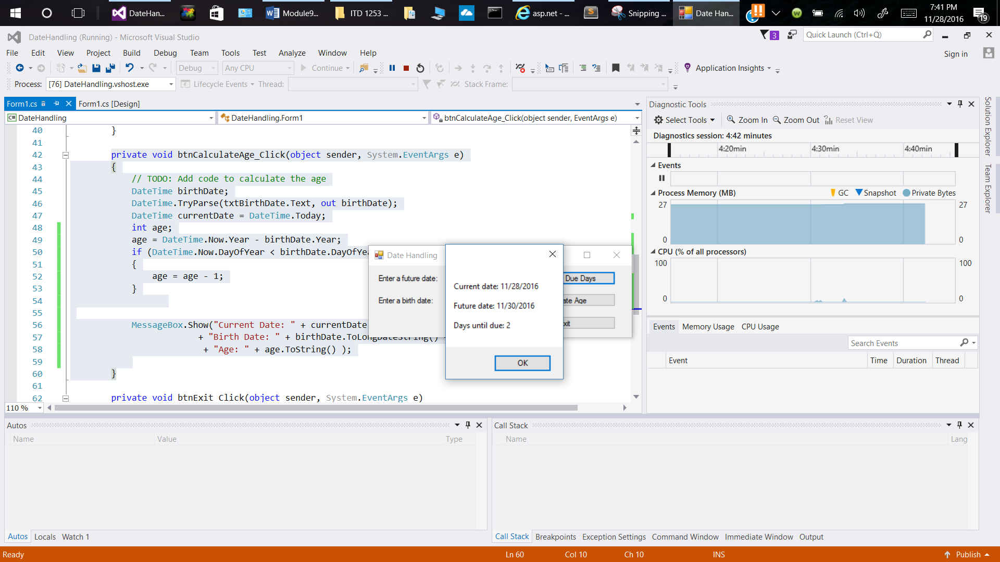 DateHan...
Module9...
ITD 1253 ...
asp.net - ...
Snipping ...
Date Han...
7:41 PM
11/28/2016
19
DateHandling (Running) - Microsoft Visual Studio
3
Quick Launch (Ctrl+Q)
File Edit View Project Build Debug Team Tools Test Analyze Window Help
Sign in
Debug
Any CPU
Continue
Application Insights
Process: [76] DateHandling.vshost.exe
Lifecycle Events
Thread:
Stack Frame:
Form1.cs
Form1.cs [Design]
DateHandling
DateHandling.Form1
btnCalculateAge_Click(object sender, EventArgs e)
40 }
41
42 private void btnCalculateAge_Click(object sender, System.EventArgs e)
43 {
44 // TODO: Add code to calculate the age
45 DateTime birthDate;
46 DateTime.TryParse(txtBirthDate.Text, out birthDate);
47 DateTime currentDate = DateTime.Today;
48 int age;
49 age = DateTime.Now.Year - birthDate.Year;
50 if (DateTime.Now.DayOfYear < birthDate.DayOfYea
51 {
52 age = age - 1;
53 }
54
55
56 MessageBox.Show("Current Date: " + currentDate
57 + "Birth Date: " + birthDate.ToLongDateString()
58 + "Age: " + age.ToString() );
59
60 }
61
62 private void btnExit_Click(object sender, System.EventArgs e)
110 %
Date Handling
Enter a future date:
Enter a birth date:
Due Days
ate Age
xit
Current date: 11/28/2016
Future date: 11/30/2016
Days until due: 2
OK
Diagnostic Tools
Select Tools
Zoom In
Zoom Out
Reset View
Diagnostics session: 4:42 minutes
4:20min
4:30min
4:40min
Events
Process Memory (MB)
GC
Snapshot
Private Bytes
27
27
0
0
CPU (% of all processors)
100
100
0
0
Events
Memory Usage
CPU Usage
Search Events
Event
Time
Duration
Thread
Solution Explorer
Team Explorer
Autos
Name
Value
Type
Autos
Locals
Watch 1
Call Stack
Name
Lang
Call Stack
Breakpoints
Exception Settings
Command Window
Immediate Window
Output
Ready
Ln 60
Col 10
Ch 10
INS
Publish